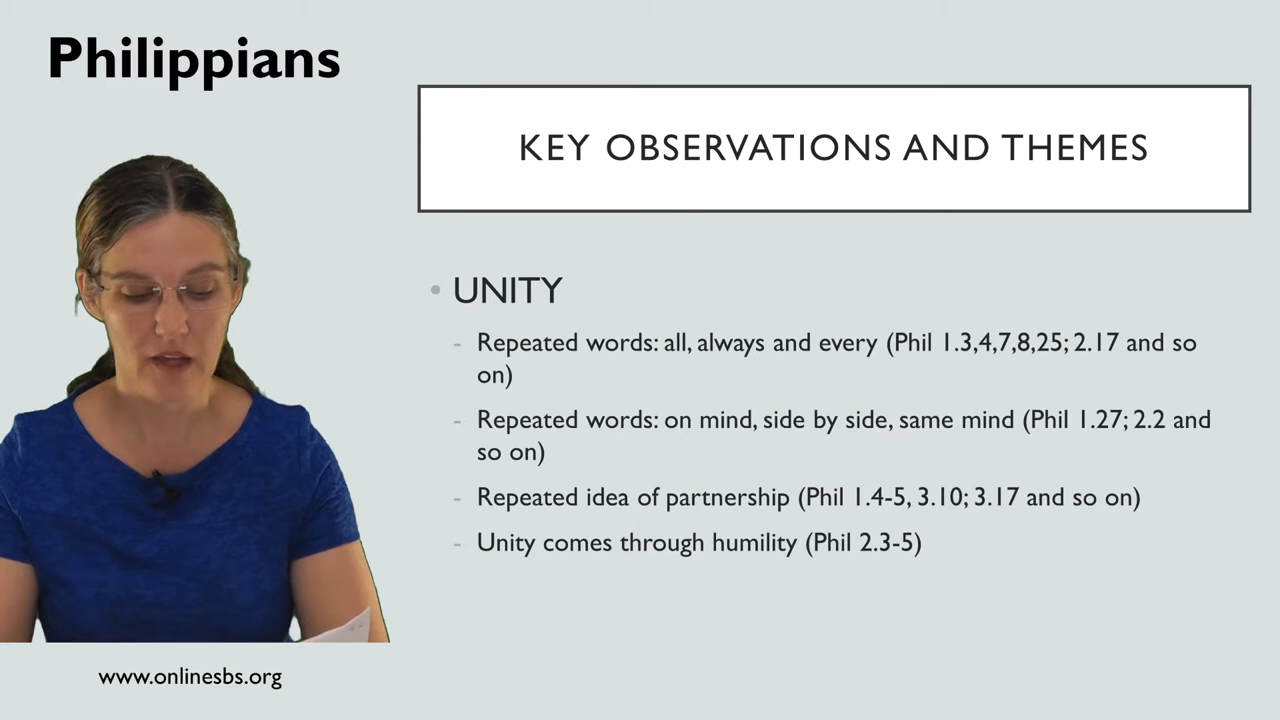 Philippians
KEY OBSERVATIONS AND THEMES
• UNITY
- Repeated words: all, always and every (Phil 1.3,4,7,8,25; 2.17 and so
on)
- Repeated words: on mind, side by side, same mind (Phil 1.27; 2.2 and
so on)
- Repeated idea of partnership (Phil 1.4-5, 3.10; 3.17 and so on)
- Unity comes through humility (Phil 2.3-5)
www.onlinesbs.org